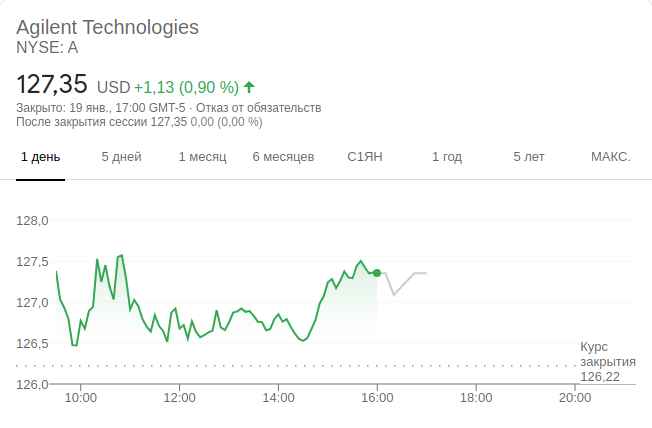 Agilent Technologies
NYSE: A
127,35 USD +1,13 (0,90 %)
Закрыто: 19 янв., 17:00 GMT-5 · Отказ от обязательств
После закрытия сессии 127,35 0,00 (0,00 %)
1 день 5 дней 1 месяц 6 месяцев С1ЯН 1 год 5 лет МАКС.
128,0
127,5
127,0
126,5
Курс
закрытия
126,22
126,0
10:00 12:00 14:00 16:00 18:00 20:00